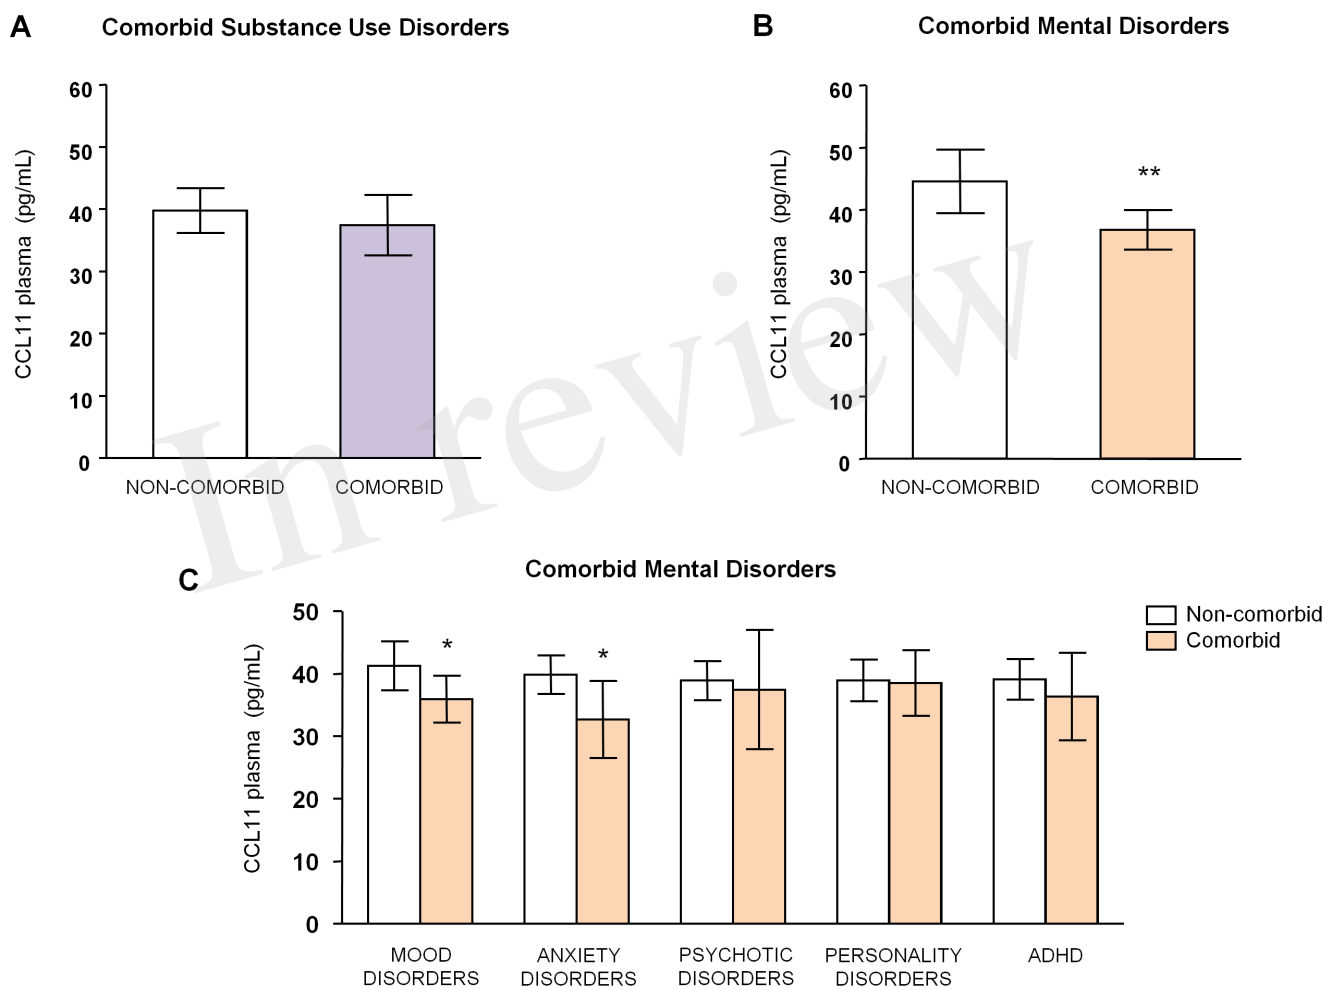 A
Comorbid Substance Use Disorders
60
50
40
30
20
10
0
CCL11 plasma (pg/mL)
NON-COMORBID
COMORBID
B
Comorbid Mental Disorders
60
50
40
30
20
10
0
CCL11 plasma (pg/mL)
**
NON-COMORBID
COMORBID
In review
C
Comorbid Mental Disorders
50
40
30
20
10
0
CCL11 plasma (pg/mL)
*
*
MOOD
DISORDERS
ANXIETY
DISORDERS
PSYCHOTIC
DISORDERS
PERSONALITY
DISORDERS
ADHD
Non-comorbid
Comorbid